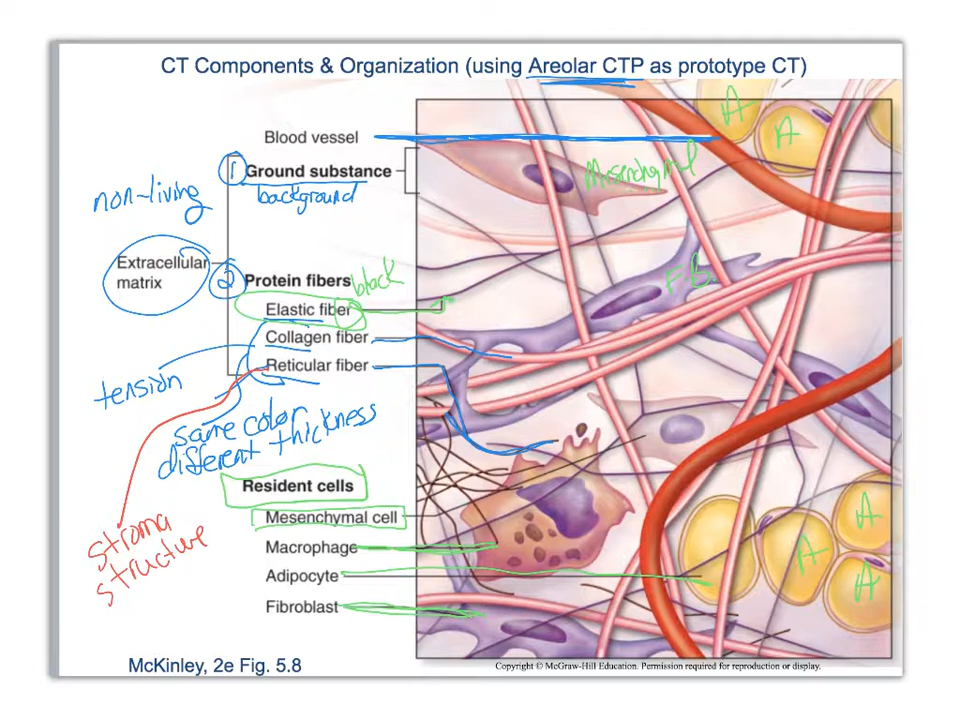 CT Components & Organization (using Areolar CTP as prototype CT)
Blood vessel
1 Ground substance
background
non-living
Extracellular
matrix
2 Protein fibers
black
Elastic fiber
Collagen fiber
Reticular fiber
tension
same color
different thickness
stroma
structure
Resident cells
Mesenchymal cell
Macrophage
Adipocyte
Fibroblast
Mesenchymal
FB
A
A
A
A
A
McKinley, 2e Fig. 5.8
Copyright © McGraw-Hill Education. Permission required for reproduction or display.